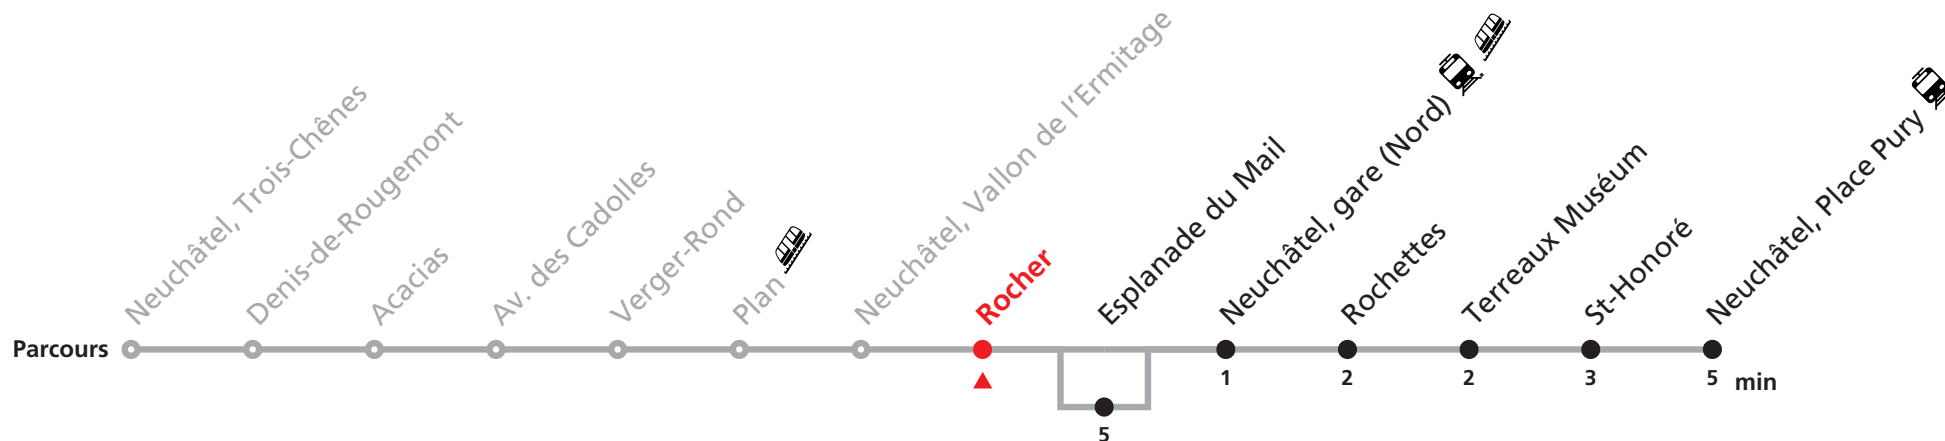 Neuchâtel, Trois-Chênes
Denis-de-Rougemont
Acacias
Av. des Cadolles
Verger-Rond
Plan
Neuchâtel, Vallon de l'Ermitage
Rocher
Esplanade du Mail
Neuchâtel, gare (Nord)
Rochettes
Terreaux Muséum
St-Honoré
Neuchâtel, Place Pury
Parcours
1 2 2 3 5 min
5